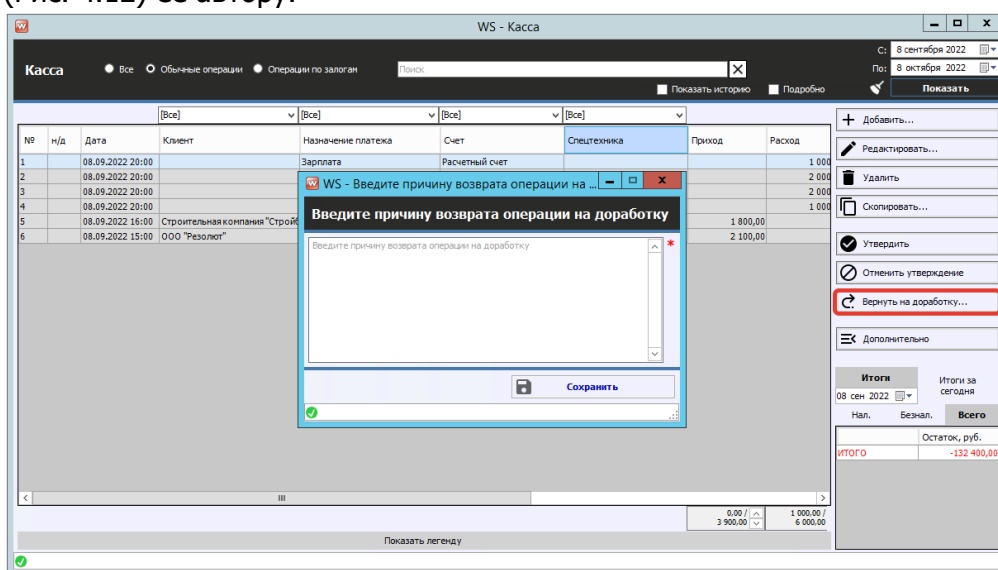 (Рис. 4.12) ее автору.
WS - Касса
Касса
Все Обычные операции Операции по залогам
Поиск
Показать историю Подробно
С: 8 сентября 2022
По: 8 октября 2022
Показать
[Все] [Все] [Все] [Все]
№ н/д Дата Клиент Назначение платежа Счет Спецтехника Приход Расход
1 08.09.2022 20:00 Зарплата Расчетный счет 1 000
2 08.09.2022 20:00 2 000
3 08.09.2022 20:00 2 000
4 08.09.2022 20:00 1 000
5 08.09.2022 16:00 Строительная компания "Строй 1 800,00
6 08.09.2022 15:00 ООО "Резолют" 2 100,00
WS - Введите причину возврата операции на ...
Введите причину возврата операции на доработку
Введите причину возврата операции на доработку
*
Сохранить
Добавить...
Редактировать...
Удалить
Скопировать...
Утвердить
Отменить утверждение
Вернуть на доработку...
Дополнительно
Итоги
Итоги за
сегодня
08 сен 2022
Нал. Безнал. Всего
Остаток, руб.
ИТОГО -132 400,00
0,00 /
3 900,00
1 000,00 /
6 000,00
Показать легенду